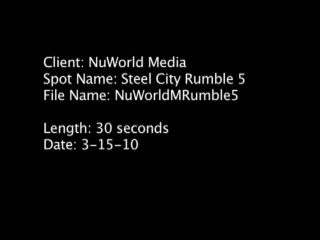 Client: NuWorld Media
Spot Name: Steel City Rumble 5
File Name: NuWorldMRumble5
Length: 30 seconds
Date: 3-15-10